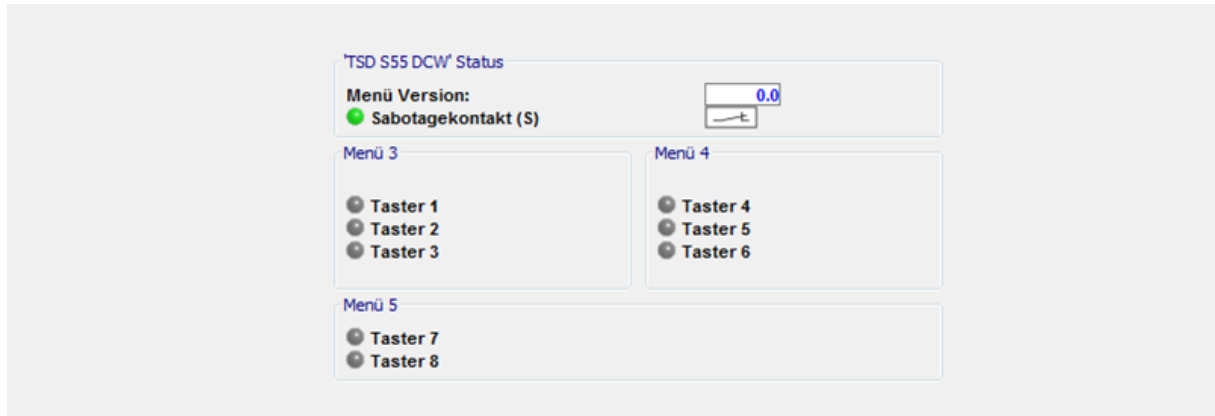 'TSD S55 DCW' Status
Menü Version: 0.0
Sabotagekontakt (S)
Menü 3
Taster 1
Taster 2
Taster 3
Menü 4
Taster 4
Taster 5
Taster 6
Menü 5
Taster 7
Taster 8